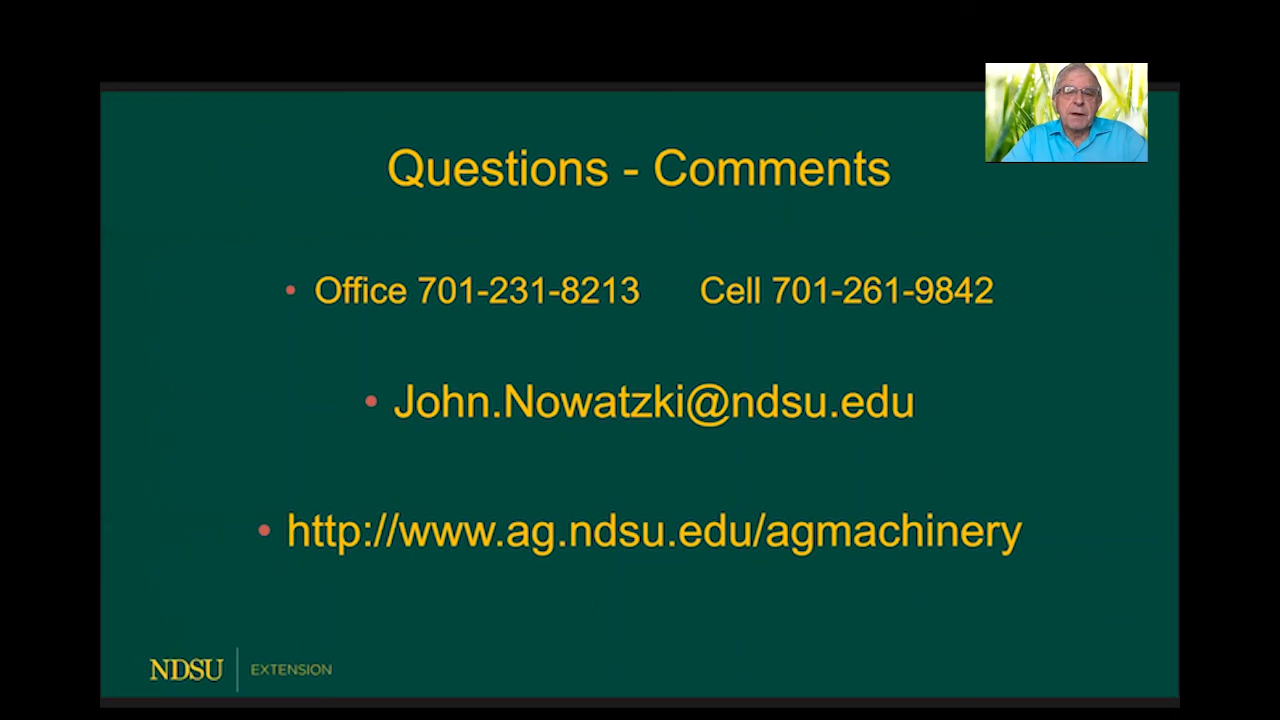 Questions - Comments
• Office 701-231-8213 Cell 701-261-9842
• John.Nowatzki@ndsu.edu
• http://www.ag.ndsu.edu/agmachinery
NDSU EXTENSION